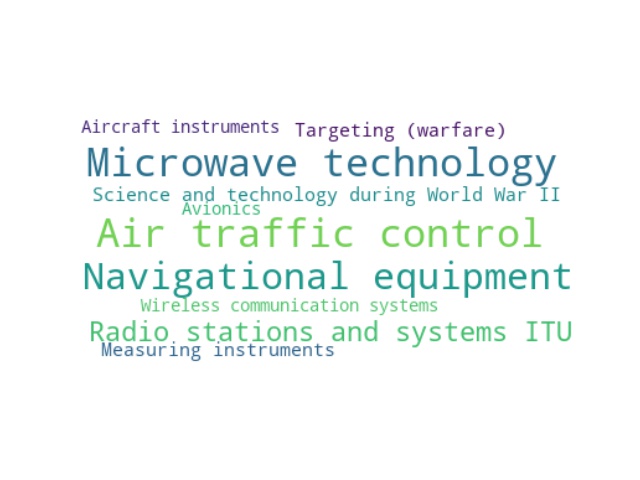 Aircraft instruments
Targeting (warfare)
Microwave technology
Science and technology during World War II
Avionics
Air traffic control
Navigational equipment
Wireless communication systems
Radio stations and systems ITU
Measuring instruments